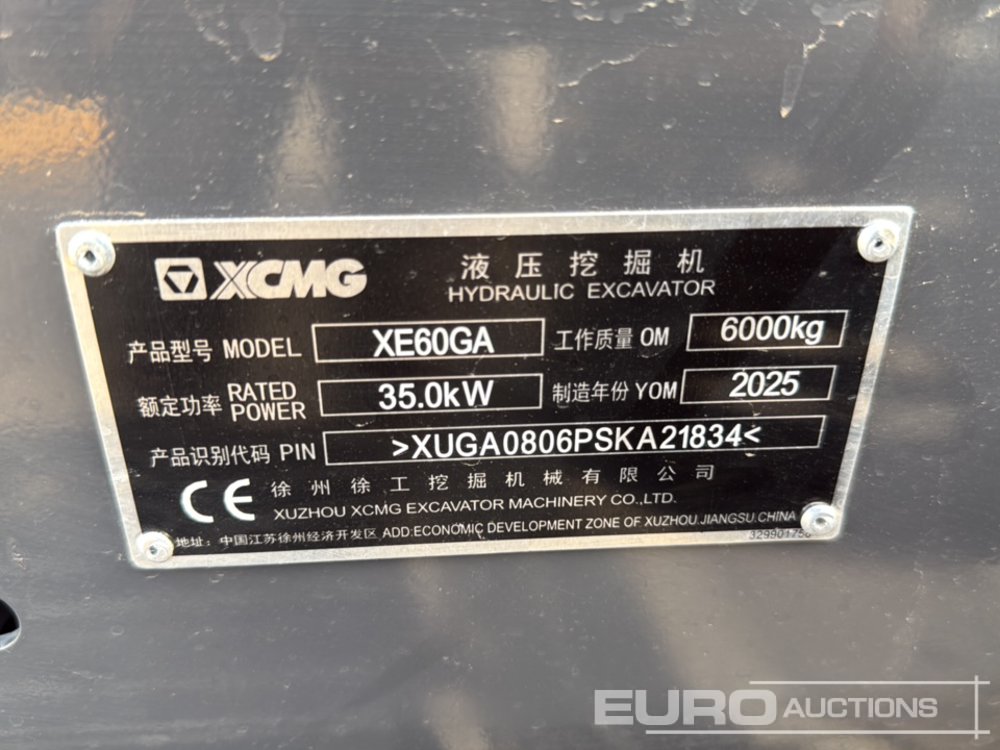 XCMG 液压挖掘机
HYDRAULIC EXCAVATOR
产品型号 MODEL XE60GA 工作质量 OM 6000kg
额定功率 RATED POWER 35.0kW 制造年份 YOM 2025
产品识别代码 PIN >XUGA0806PSKA21834<
CE 徐州徐工挖掘机械有限公司
XUZHOU XCMG EXCAVATOR MACHINERY CO.,LTD.
地址: 中国江苏徐州经济开发区 ADD:ECONOMIC DEVELOPMENT ZONE OF XUZHOU.JIANGSU.CHINA
EURO AUCTIONS